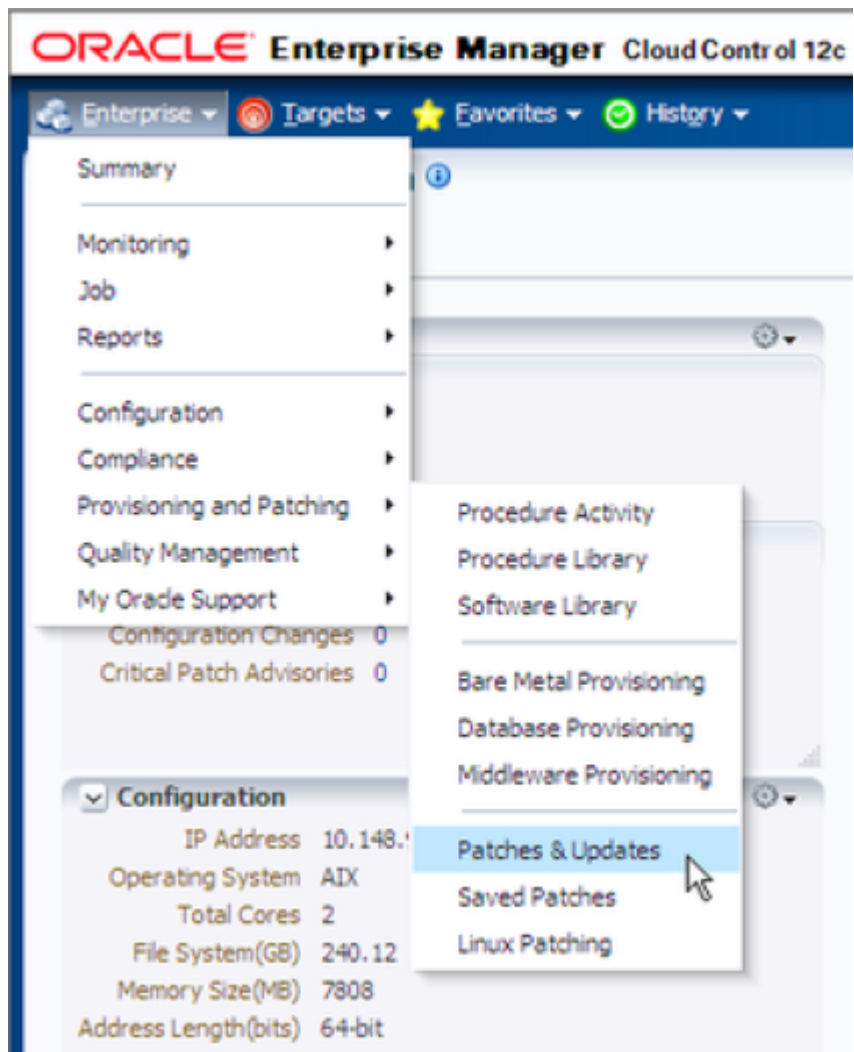 ORACLE Enterprise Manager Cloud Control 12c
Enterprise Targets Favorites History
Summary
Monitoring
Job
Reports
Configuration
Compliance
Provisioning and Patching
Quality Management
My Oracle Support
Procedure Activity
Procedure Library
Software Library
Bare Metal Provisioning
Database Provisioning
Middleware Provisioning
Patches & Updates
Saved Patches
Linux Patching
Configuration Changes 0
Critical Patch Advisories 0
Configuration
IP Address 10.148.
Operating System AIX
Total Cores 2
File System(GB) 240.12
Memory Size(MB) 7808
Address Length(bits) 64-bit